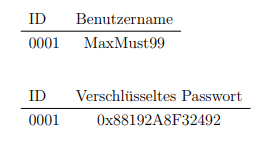 ID Benutzername
0001 MaxMust99
ID Verschlüsseltes Passwort
0001 0x88192A8F32492